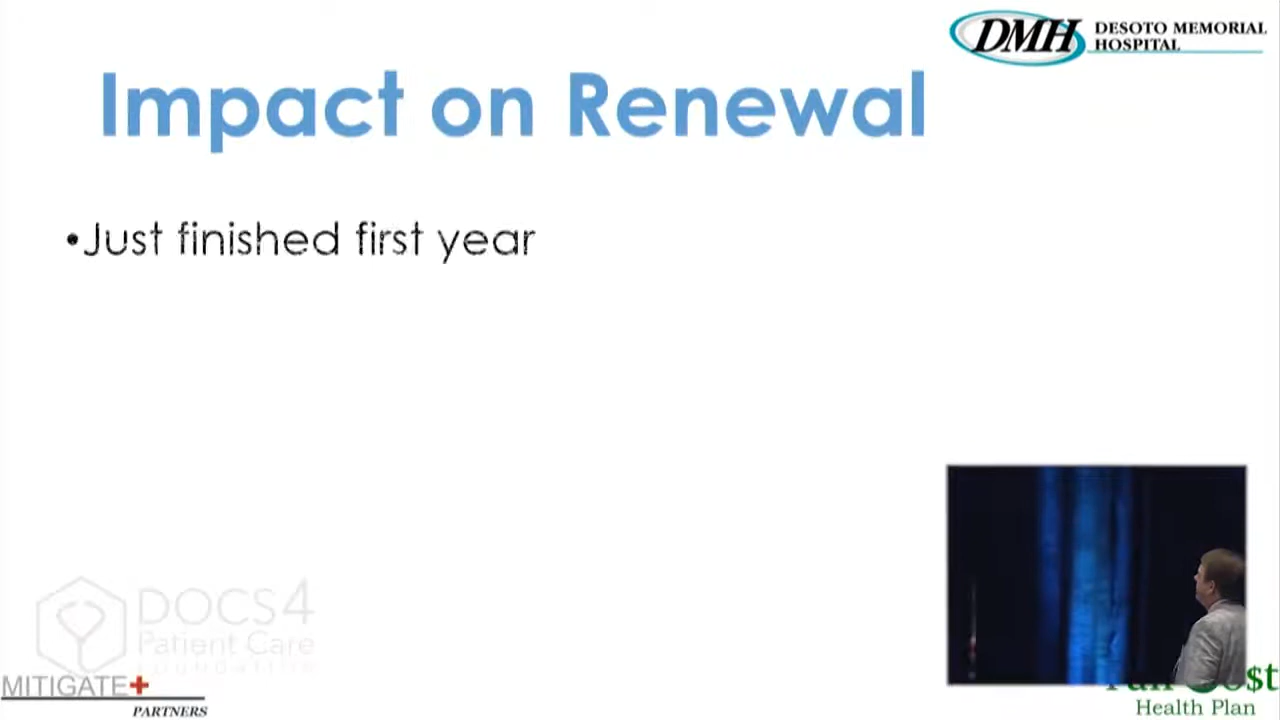 DMH DESOTO MEMORIAL
HOSPITAL
Impact on Renewal
•Just finished first year
DOCS4
Patient Care
FOUNDATION
MITIGATE+
PARTNERS
Health Plan